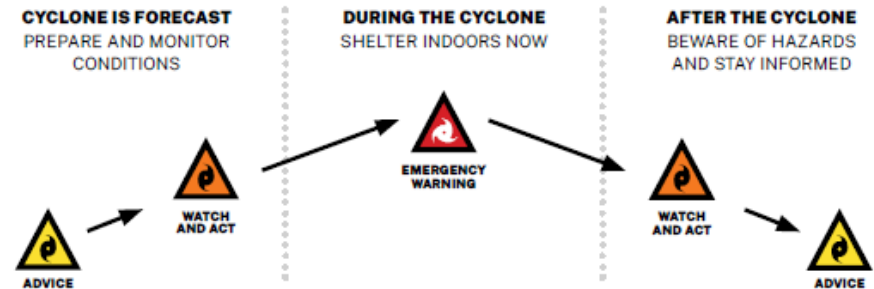 CYCLONE IS FORECAST
PREPARE AND MONITOR
CONDITIONS
DURING THE CYCLONE
SHELTER INDOORS NOW
AFTER THE CYCLONE
BEWARE OF HAZARDS
AND STAY INFORMED
ADVICE
WATCH
AND ACT
EMERGENCY
WARNING
WATCH
AND ACT
ADVICE